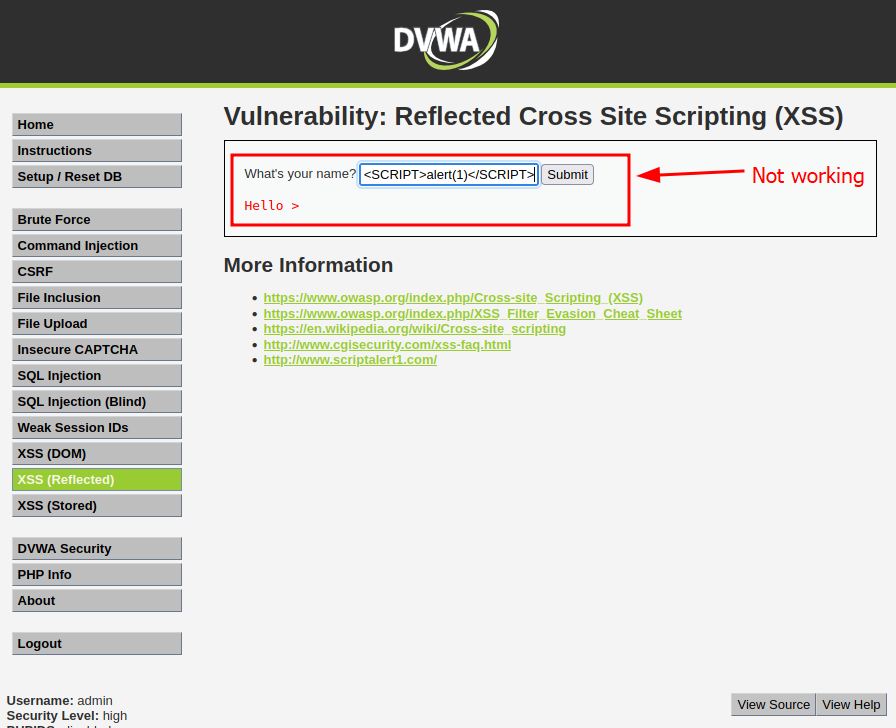 DVWA
Vulnerability: Reflected Cross Site Scripting (XSS)
Home
Instructions
Setup / Reset DB
Brute Force
Command Injection
CSRF
File Inclusion
File Upload
Insecure CAPTCHA
SQL Injection
SQL Injection (Blind)
Weak Session IDs
XSS (DOM)
XSS (Reflected)
XSS (Stored)
DVWA Security
PHP Info
About
Logout
What's your name? <SCRIPT>alert(1)</SCRIPT> Submit
Not working
Hello >
More Information
https://www.owasp.org/index.php/Cross-site_Scripting_(XSS)
https://www.owasp.org/index.php/XSS_Filter_Evasion_Cheat_Sheet
https://en.wikipedia.org/wiki/Cross-site_scripting
http://www.cgisecurity.com/xss-faq.html
http://www.scriptalert1.com/
Username: admin
Security Level: high
View Source View Help